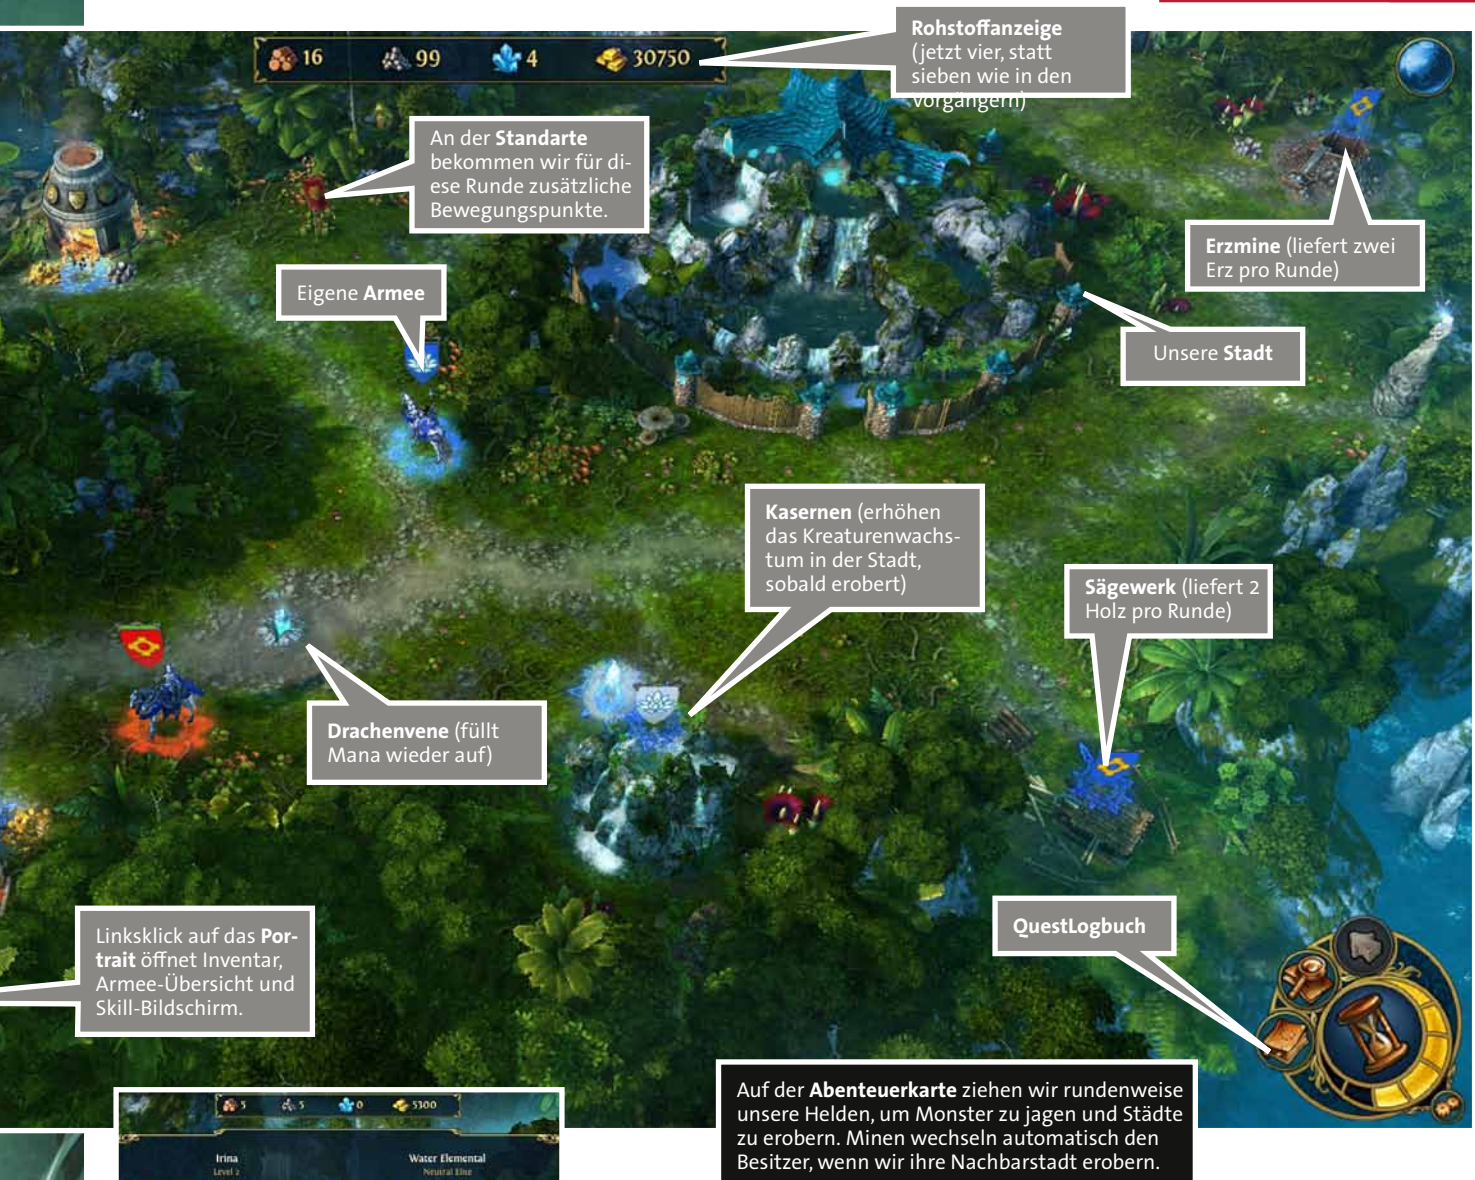 16 99 4 30750
Rohstoffanzeige
(jetzt vier, statt
sieben wie in den
Vorgängern)
An der Standarte
bekommen wir für di-
ese Runde zusätzliche
Bewegungspunkte.
Erzmine (liefert zwei
Erz pro Runde)
Eigene Armee
Unsere Stadt
Kasernen (erhöhen
das Kreaturenwachs-
tum in der Stadt,
sobald erobert)
Sägewerk (liefert 2
Holz pro Runde)
Drachenvene (füllt
Mana wieder auf)
QuestLogbuch
Linksklick auf das Por-
trait öffnet Inventar,
Armee-Übersicht und
Skill-Bildschirm.
Auf der Abenteuerkarte ziehen wir rundenweise
unsere Helden, um Monster zu jagen und Städte
zu erobern. Minen wechseln automatisch den
Besitzer, wenn wir ihre Nachbarstadt erobern.
5 5 0 5300
Irina
Level 2
Water Elemental
Neutral Elite